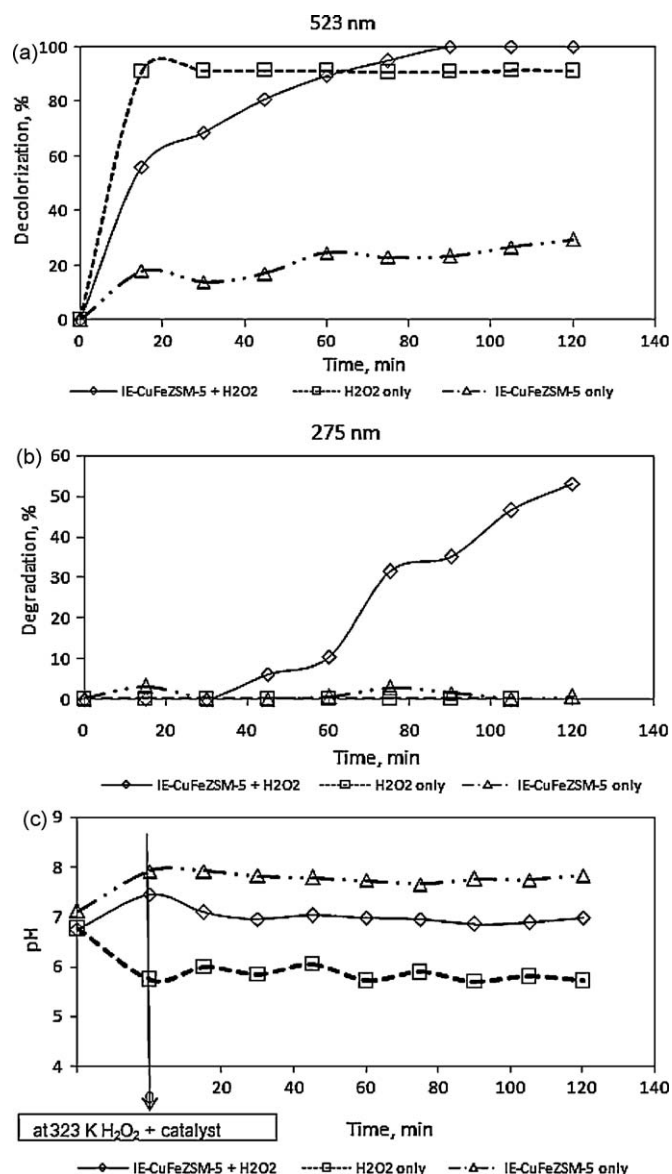 523 nm
(a)
100
80
60
40
20
0
Decolorization, %
0 20 40 60 80 100 120 140
Time, min
IE-CuFeZSM-5 + H2O2 H2O2 only IE-CuFeZSM-5 only
275 nm
(b)
60
50
40
30
20
10
0
Degradation, %
0 20 40 60 80 100 120 140
Time, min
IE-CuFeZSM-5 + H2O2 H2O2 only IE-CuFeZSM-5 only
(c)
9
8
7
6
5
4
pH
0 20 40 60 80 100 120 140
at 323 K H₂O₂ + catalyst
Time, min
IE-CuFeZSM-5 + H2O2 H2O2 only IE-CuFeZSM-5 only